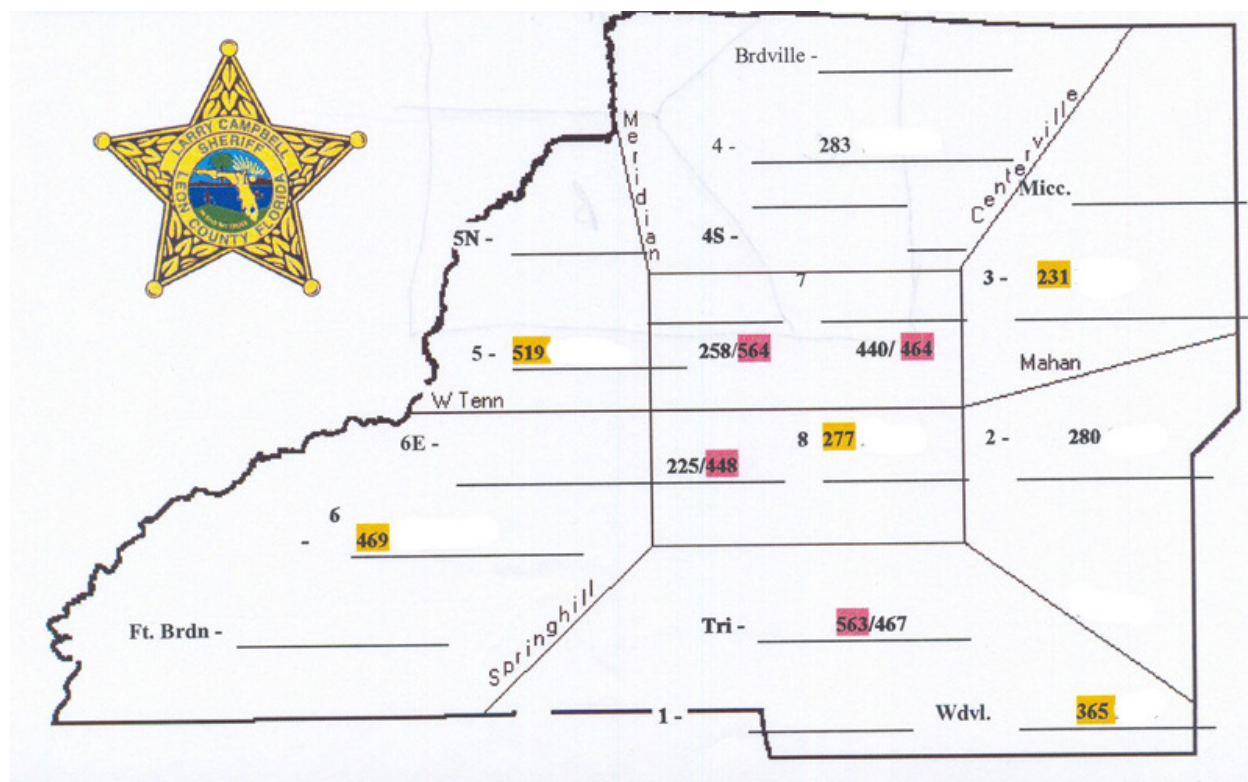 LARRY CAMPBELL
SHERIFF
LEON COUNTY FLORIDA
Brdville -
Meridian
4 - 283
Centerville
Micc.
5N -
4S -
7
3 - 231
5 - 519
258/564
440/ 464
Mahan
W Tenn
6E -
8 277
2 - 280
225/448
6
- 469
Springhill
Ft. Brdn -
Tri - 563/467
1 -
Wdvl. 365